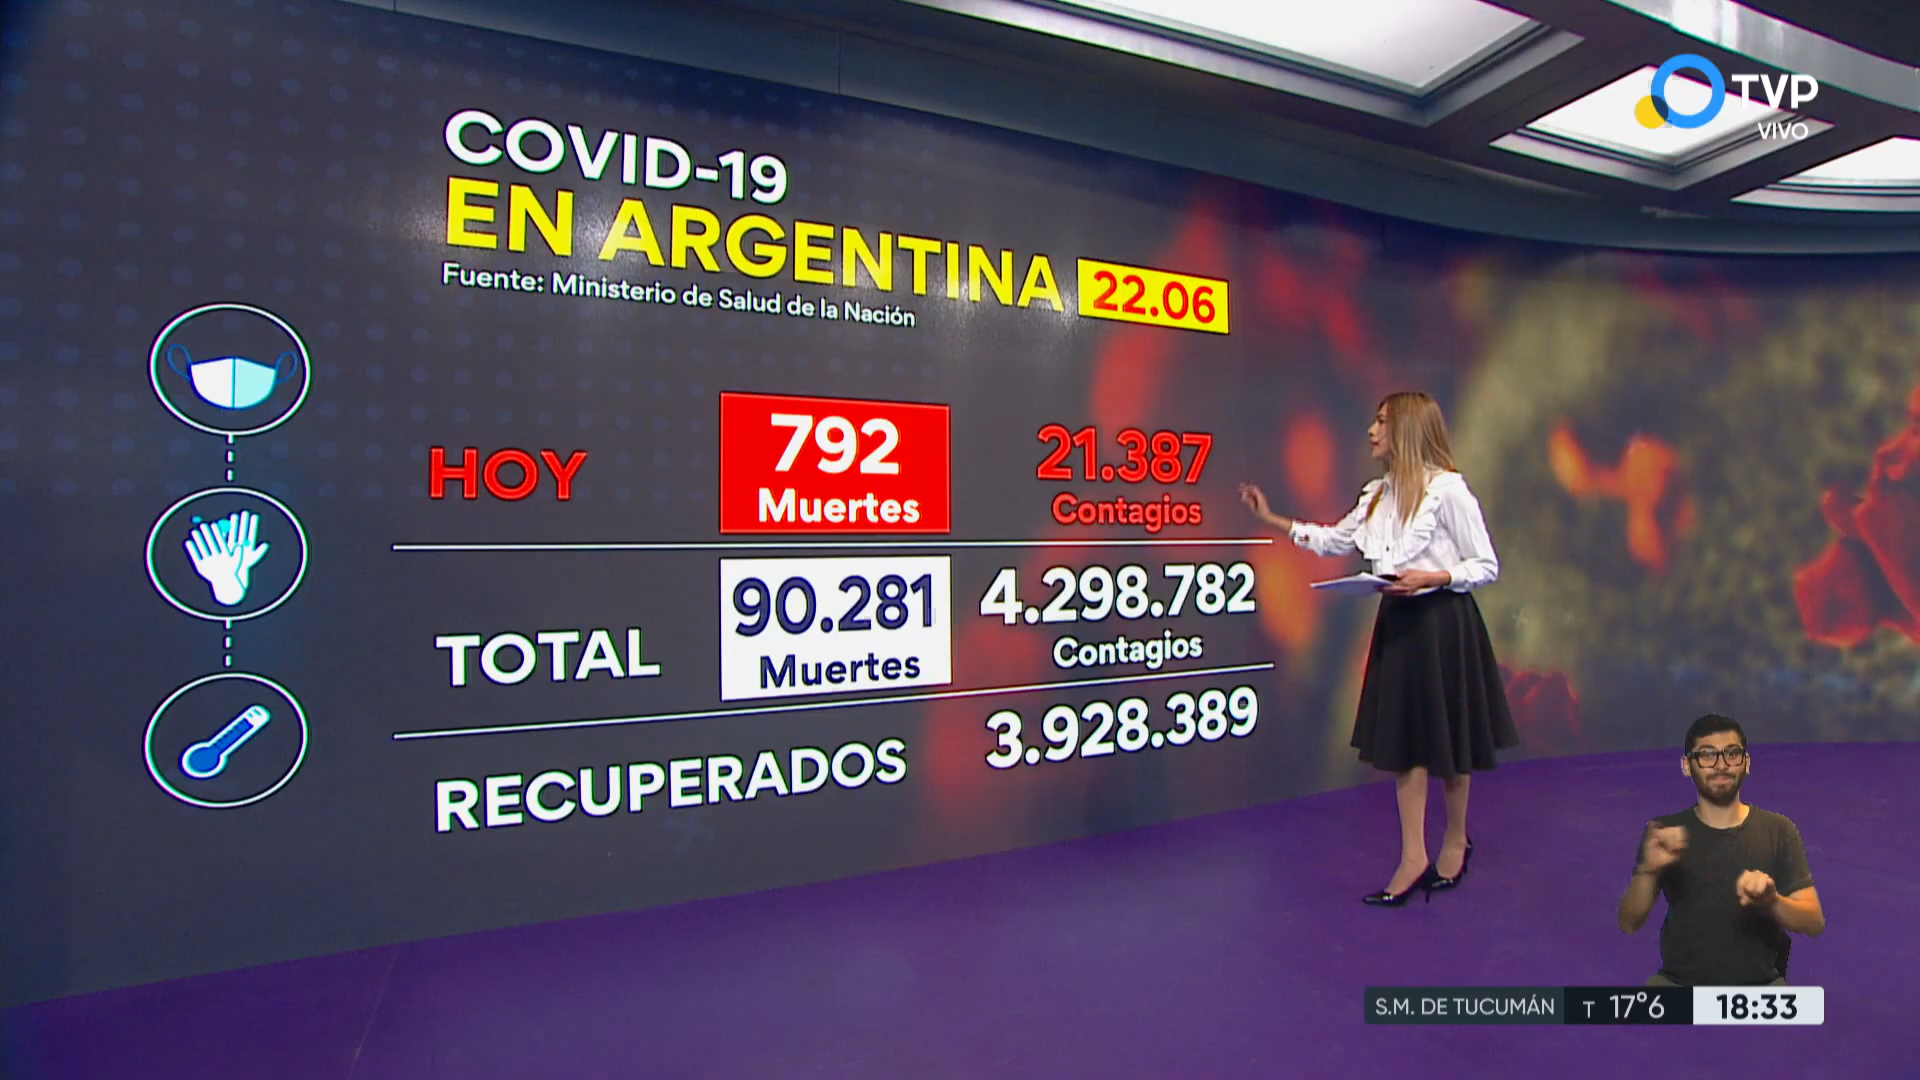 TVP
VIVO
COVID-19
EN ARGENTINA
22.06
Fuente: Ministerio de Salud de la Nación
HOY
792
Muertes
21.387
Contagios
TOTAL
90.281
Muertes
4.298.782
Contagios
RECUPERADOS
3.928.389
S.M. DE TUCUMÁN T 17°6 18:33